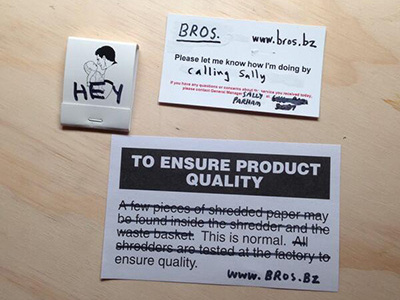 HEY
BROS. www.bros.bz
Please let me know how I'm doing by
calling Sally
If you have any questions or concerns about the service you received today,
please contact General Manager SALLY at
PARHAM
TO ENSURE PRODUCT
QUALITY
A few pieces of shredded paper may
be found inside the shredder and the
waste basket. This is normal. All
shredders are tested at the factory to
ensure quality.
www.BROS.BZ